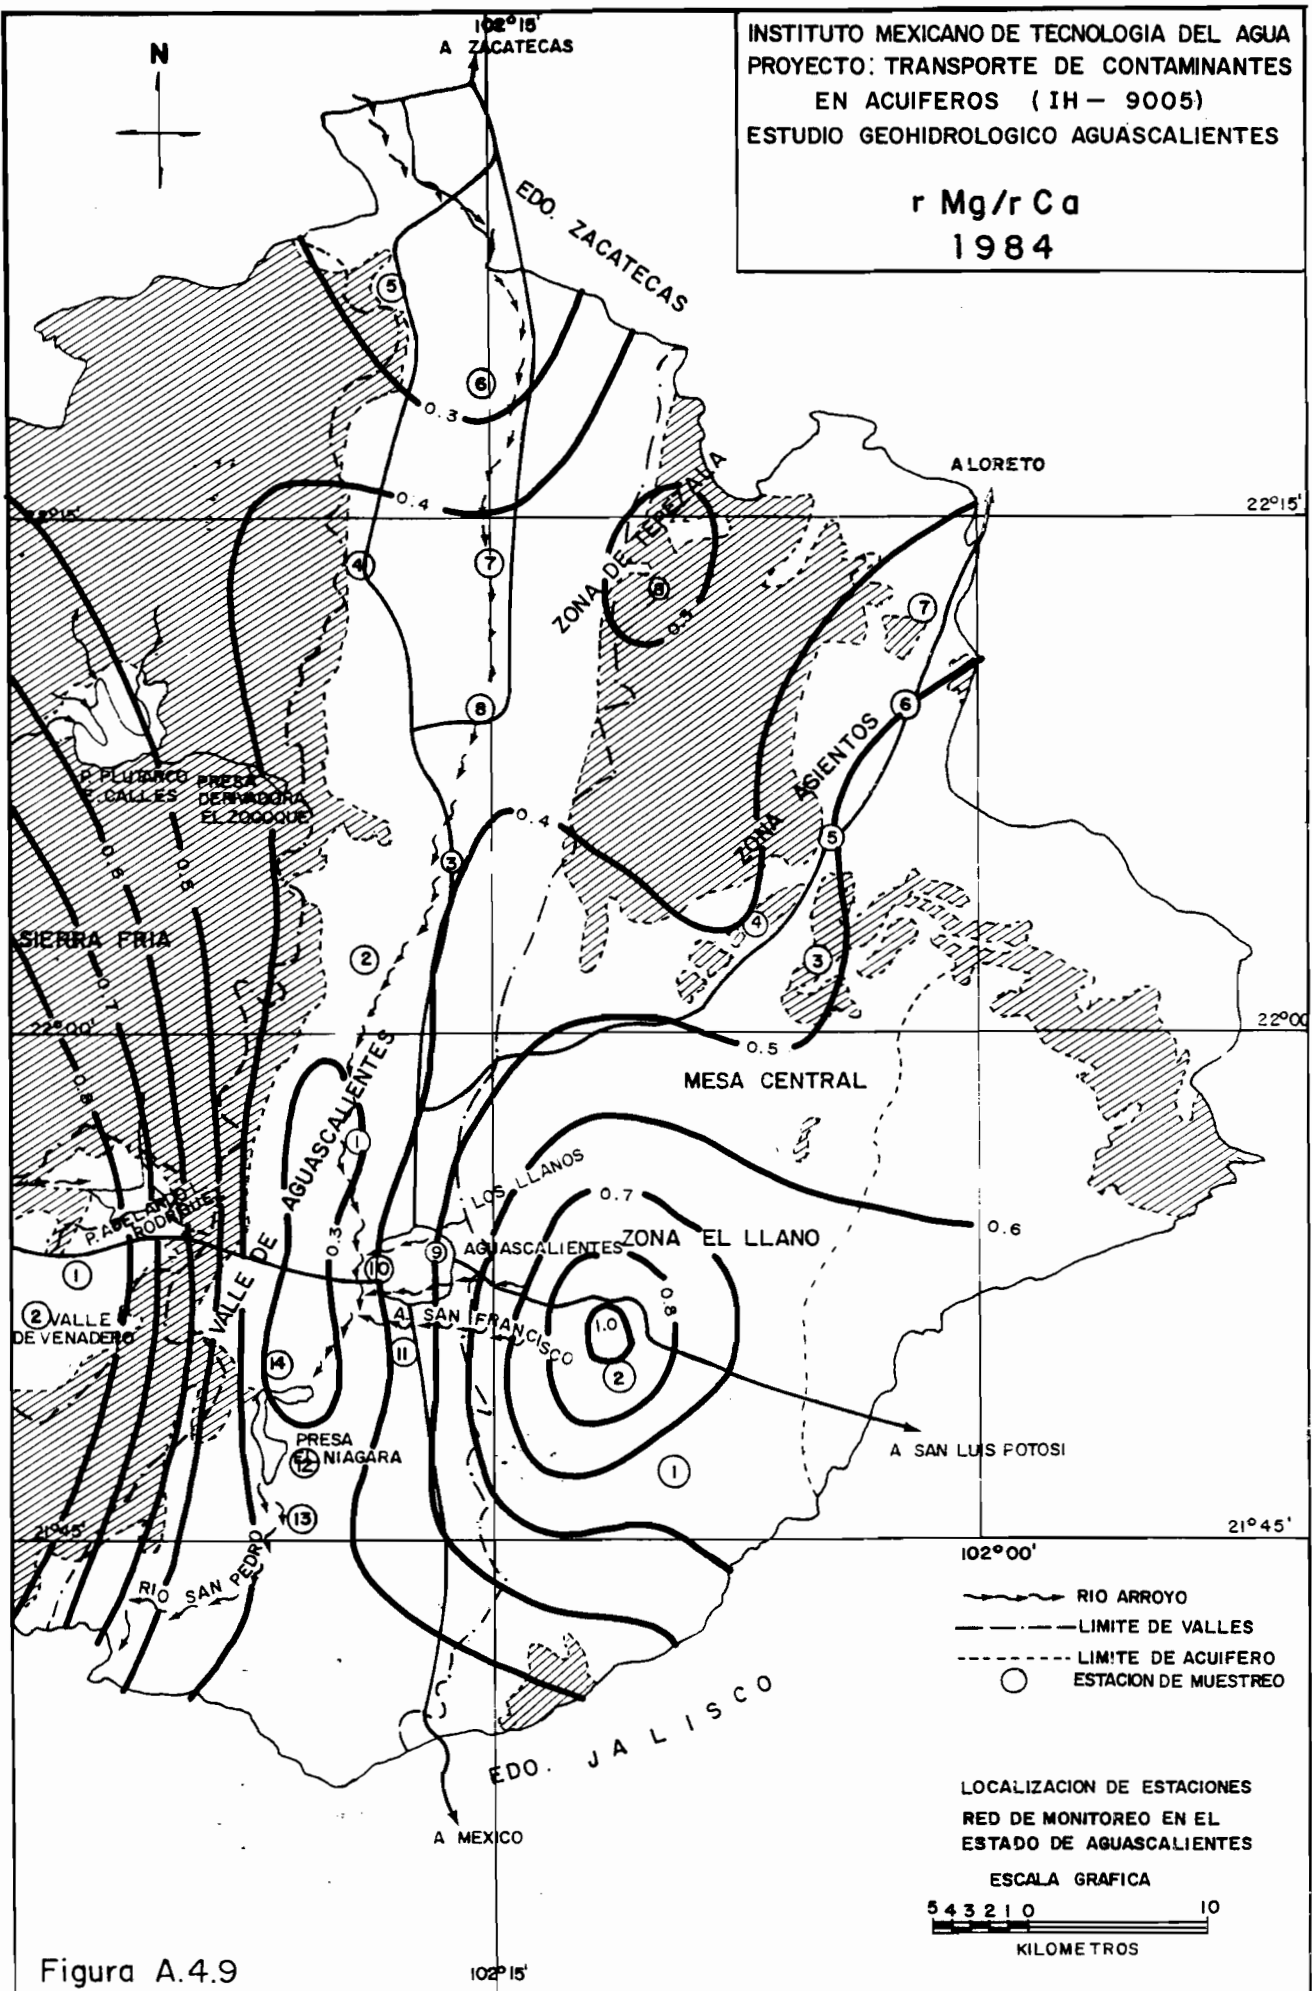 102°15'
A ZACATECAS
N
INSTITUTO MEXICANO DE TECNOLOGIA DEL AGUA
PROYECTO: TRANSPORTE DE CONTAMINANTES
EN ACUIFEROS (IH - 9005)
ESTUDIO GEOHIDROLOGICO AGUASCALIENTES
r Mg/r Ca
1984
EDO. ZACATECAS
5
6
0.3
A LORETO
0.4
22°15'
22°15'
ZONA DE TEPEZALA
4
7
8
0.5
7
8
6
P. PLUTARCO
E. CALLES
PRESA
DERIVADORA
EL ZOCOQUE
ZONA ASIENTOS
0.4
5
3
0.5
4
SIERRA FRIA
2
3
0.7
22°00'
22°00
0.5
MESA CENTRAL
0.8
VALLE DE AGUASCALIENTES
1
LOS LLANOS
0.7
P. ABELARDO
RODRIGUEZ
0.6
0.3
9
AGUASCALIENTES
ZONA EL LLANO
10
1
0.8
2
VALLE
DE VENADERO
A. SAN FRANCISCO
1.0
11
14
2
A SAN LUIS POTOSI
PRESA
EL NIAGARA
12
1
13
21°45'
21°45'
102°00'
RIO SAN PEDRO
RIO ARROYO
LIMITE DE VALLES
LIMITE DE ACUIFERO
ESTACION DE MUESTREO
EDO. JALISCO
LOCALIZACION DE ESTACIONES
RED DE MONITOREO EN EL
ESTADO DE AGUASCALIENTES
A MEXICO
ESCALA GRAFICA
5 4 3 2 1 0 10
KILOMETROS
Figura A.4.9
102°15'